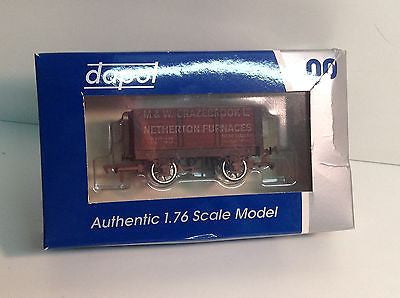 dapol
00
M. & W. GRAZEBROOK L
NETHERTON FURNACES
Authentic 1.76 Scale Model